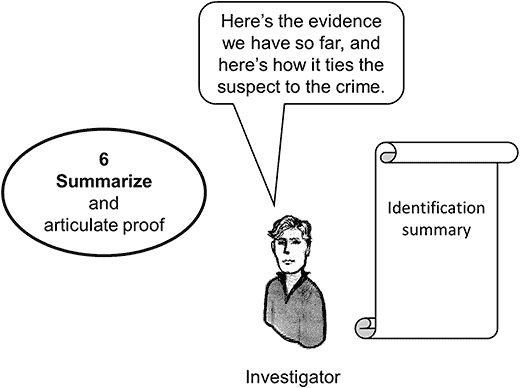 Here’s the evidence
we have so far, and
here’s how it ties the
suspect to the crime.
6
Summarize
and
articulate proof
Identification
summary
Investigator